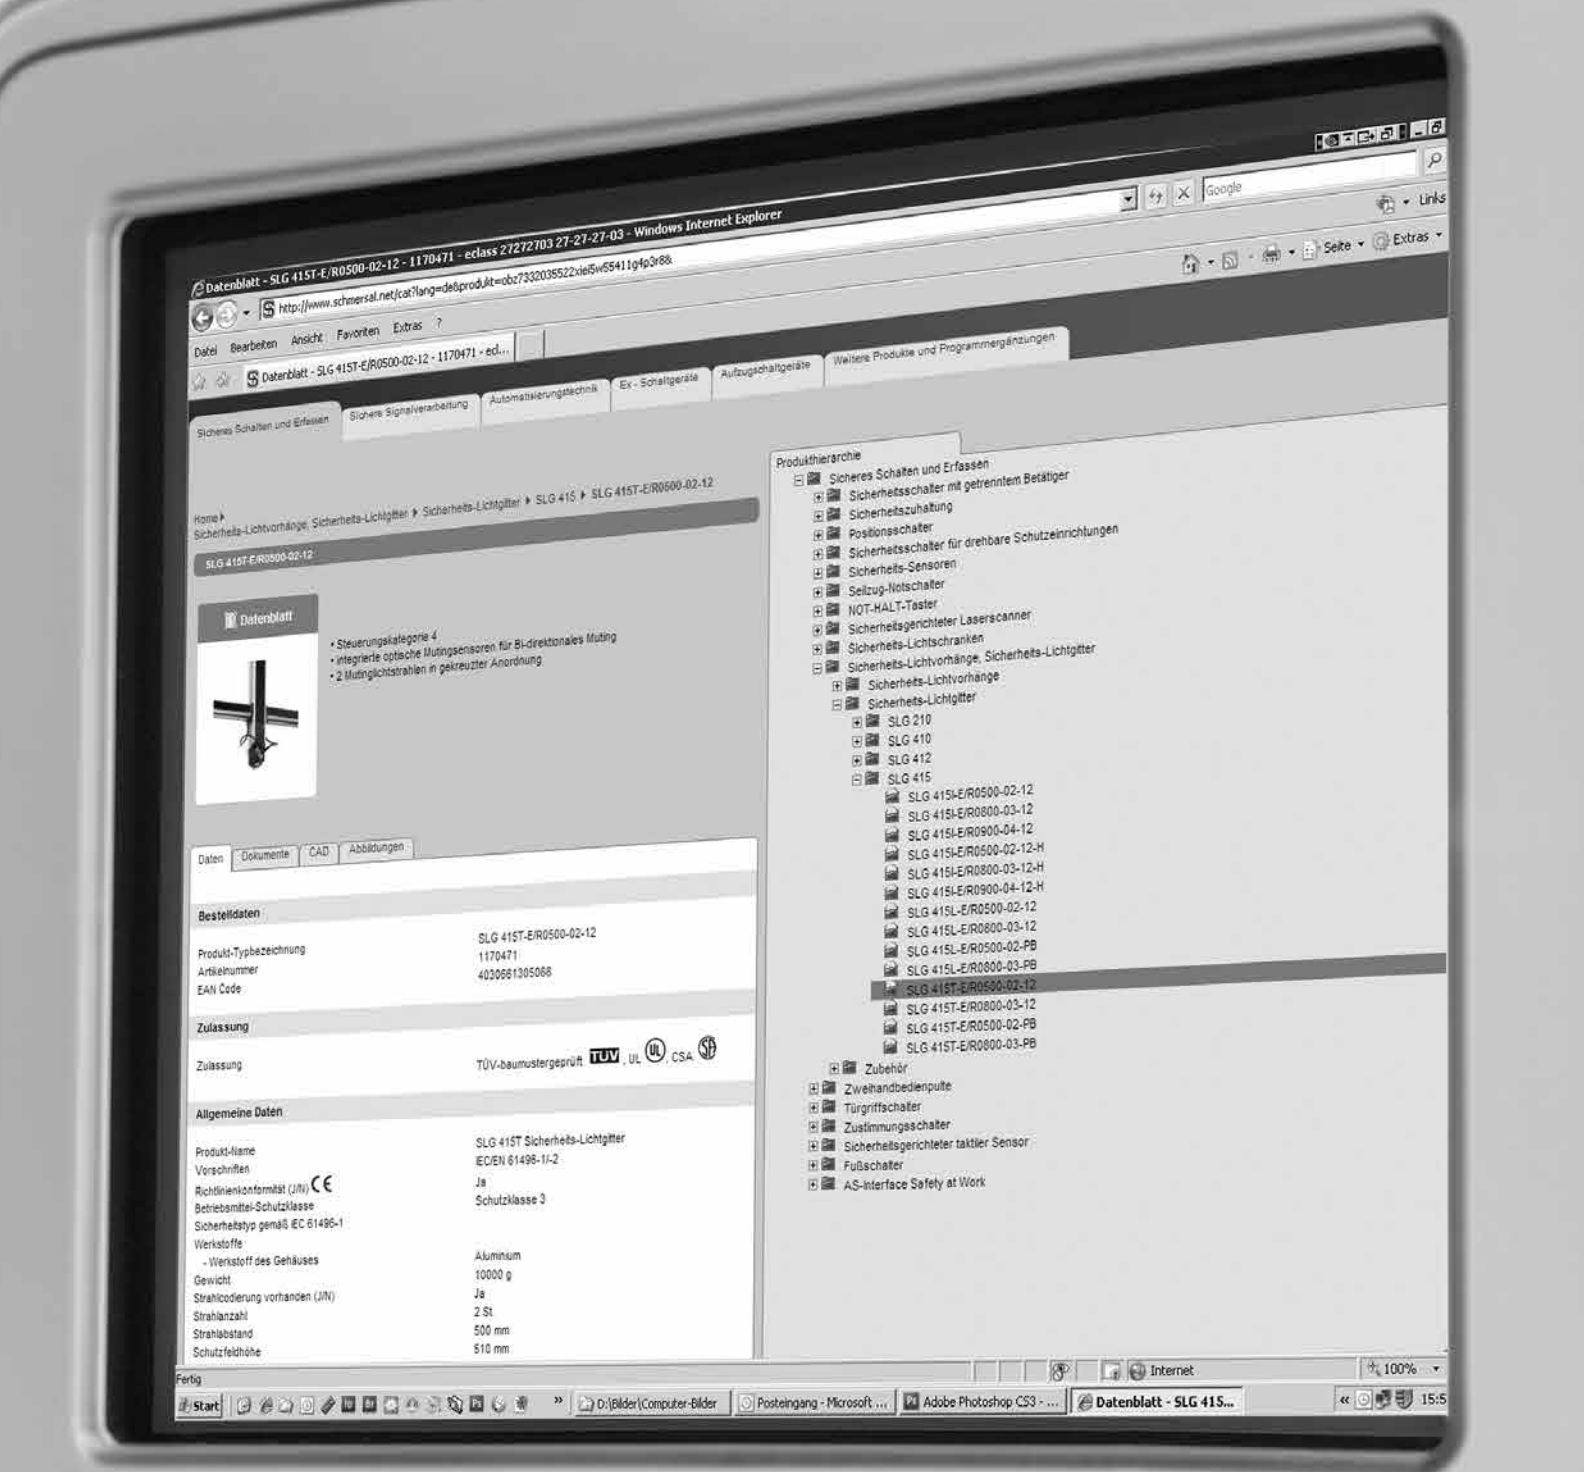 Datenblatt - SLG 415T-E/R0500-02-12 - 1170471 - eclass 27272703 27-27-27-03 - Windows Internet Explorer
Google
Links
Datei Bearbeiten Ansicht Favoriten Extras ?
Datenblatt - SLG 415T-E/R0500-02-12 - 1170471 - ecl...
Seite Extras
Sicheres Schalten und Erfassen
Sichere Signalverarbeitung
Automatisierungstechnik
Ex - Schaltgeräte
Aufzugschaltgeräte
Weitere Produkte und Programmergänzungen
Home
Sicherheits-Lichtvorhänge, Sicherheits-Lichtgitter Sicherheits-Lichtgitter SLG 415 SLG 415T-E/R0500-02-12
SLG 415T-E/R0500-02-12
Datenblatt
• Steuerungskategorie 4
• integrierte optische Mutingsensoren für Bi-direktionales Muting
• 2 Mutinglichtstrahlen in gekreuzter Anordnung
Daten Dokumente CAD Abbildungen
Bestelldaten
Produkt-Typbezeichnung SLG 415T-E/R0500-02-12
Artikelnummer 1170471
EAN Code 4030661305066
Zulassung
Zulassung TÜV-baumustergeprüft TÜV , UL UL , CSA
Allgemeine Daten
Produkt-Name SLG 415T Sicherheits-Lichtgitter
Vorschriften IEC/EN 61496-1/-2
Richtlinienkonformität (J/N) CE Ja
Betriebsmittel-Schutzklasse Schutzklasse 3
Sicherheitstyp gemäß IEC 61496-1
Werkstoffe
- Werkstoff des Gehäuses Aluminium
Gewicht 10000 g
Strahlcodierung vorhanden (J/N) Ja
Strahlanzahl 2 St
Strahlabstand 500 mm
Schutzfeldhöhe 510 mm
Produkthierarchie
Sicheres Schalten und Erfassen
Sicherheitsschalter mit getrenntem Betätiger
Sicherheitszuhaltung
Positionsschalter
Sicherheitsschalter für drehbare Schutzeinrichtungen
Sicherheits-Sensoren
Seilzug-Notschalter
NOT-HALT-Taster
Sicherheitsgerichteter Laserscanner
Sicherheits-Lichtschranken
Sicherheits-Lichtvorhänge, Sicherheits-Lichtgitter
Sicherheits-Lichtvorhänge
Sicherheits-Lichtgitter
SLG 210
SLG 410
SLG 412
SLG 415
SLG 415I-E/R0500-02-12
SLG 415I-E/R0800-03-12
SLG 415I-E/R0900-04-12
SLG 415I-E/R0500-02-12-H
SLG 415I-E/R0800-03-12-H
SLG 415I-E/R0900-04-12-H
SLG 415L-E/R0500-02-12
SLG 415L-E/R0800-03-12
SLG 415L-E/R0500-02-PB
SLG 415L-E/R0800-03-PB
SLG 415T-E/R0500-02-12
SLG 415T-E/R0800-03-12
SLG 415T-E/R0500-02-PB
SLG 415T-E/R0800-03-PB
Zubehör
Zweihandbedienpulte
Türgriffschalter
Zustimmungsschalter
Sicherheitsgerichteter taktiler Sensor
Fußschalter
AS-Interface Safety at Work
Fertig Internet 100%
Start » D:\Bilder\Computer-Bilder Posteingang - Microsoft ... Adobe Photoshop CS3 - ... Datenblatt - SLG 415... « 15:5